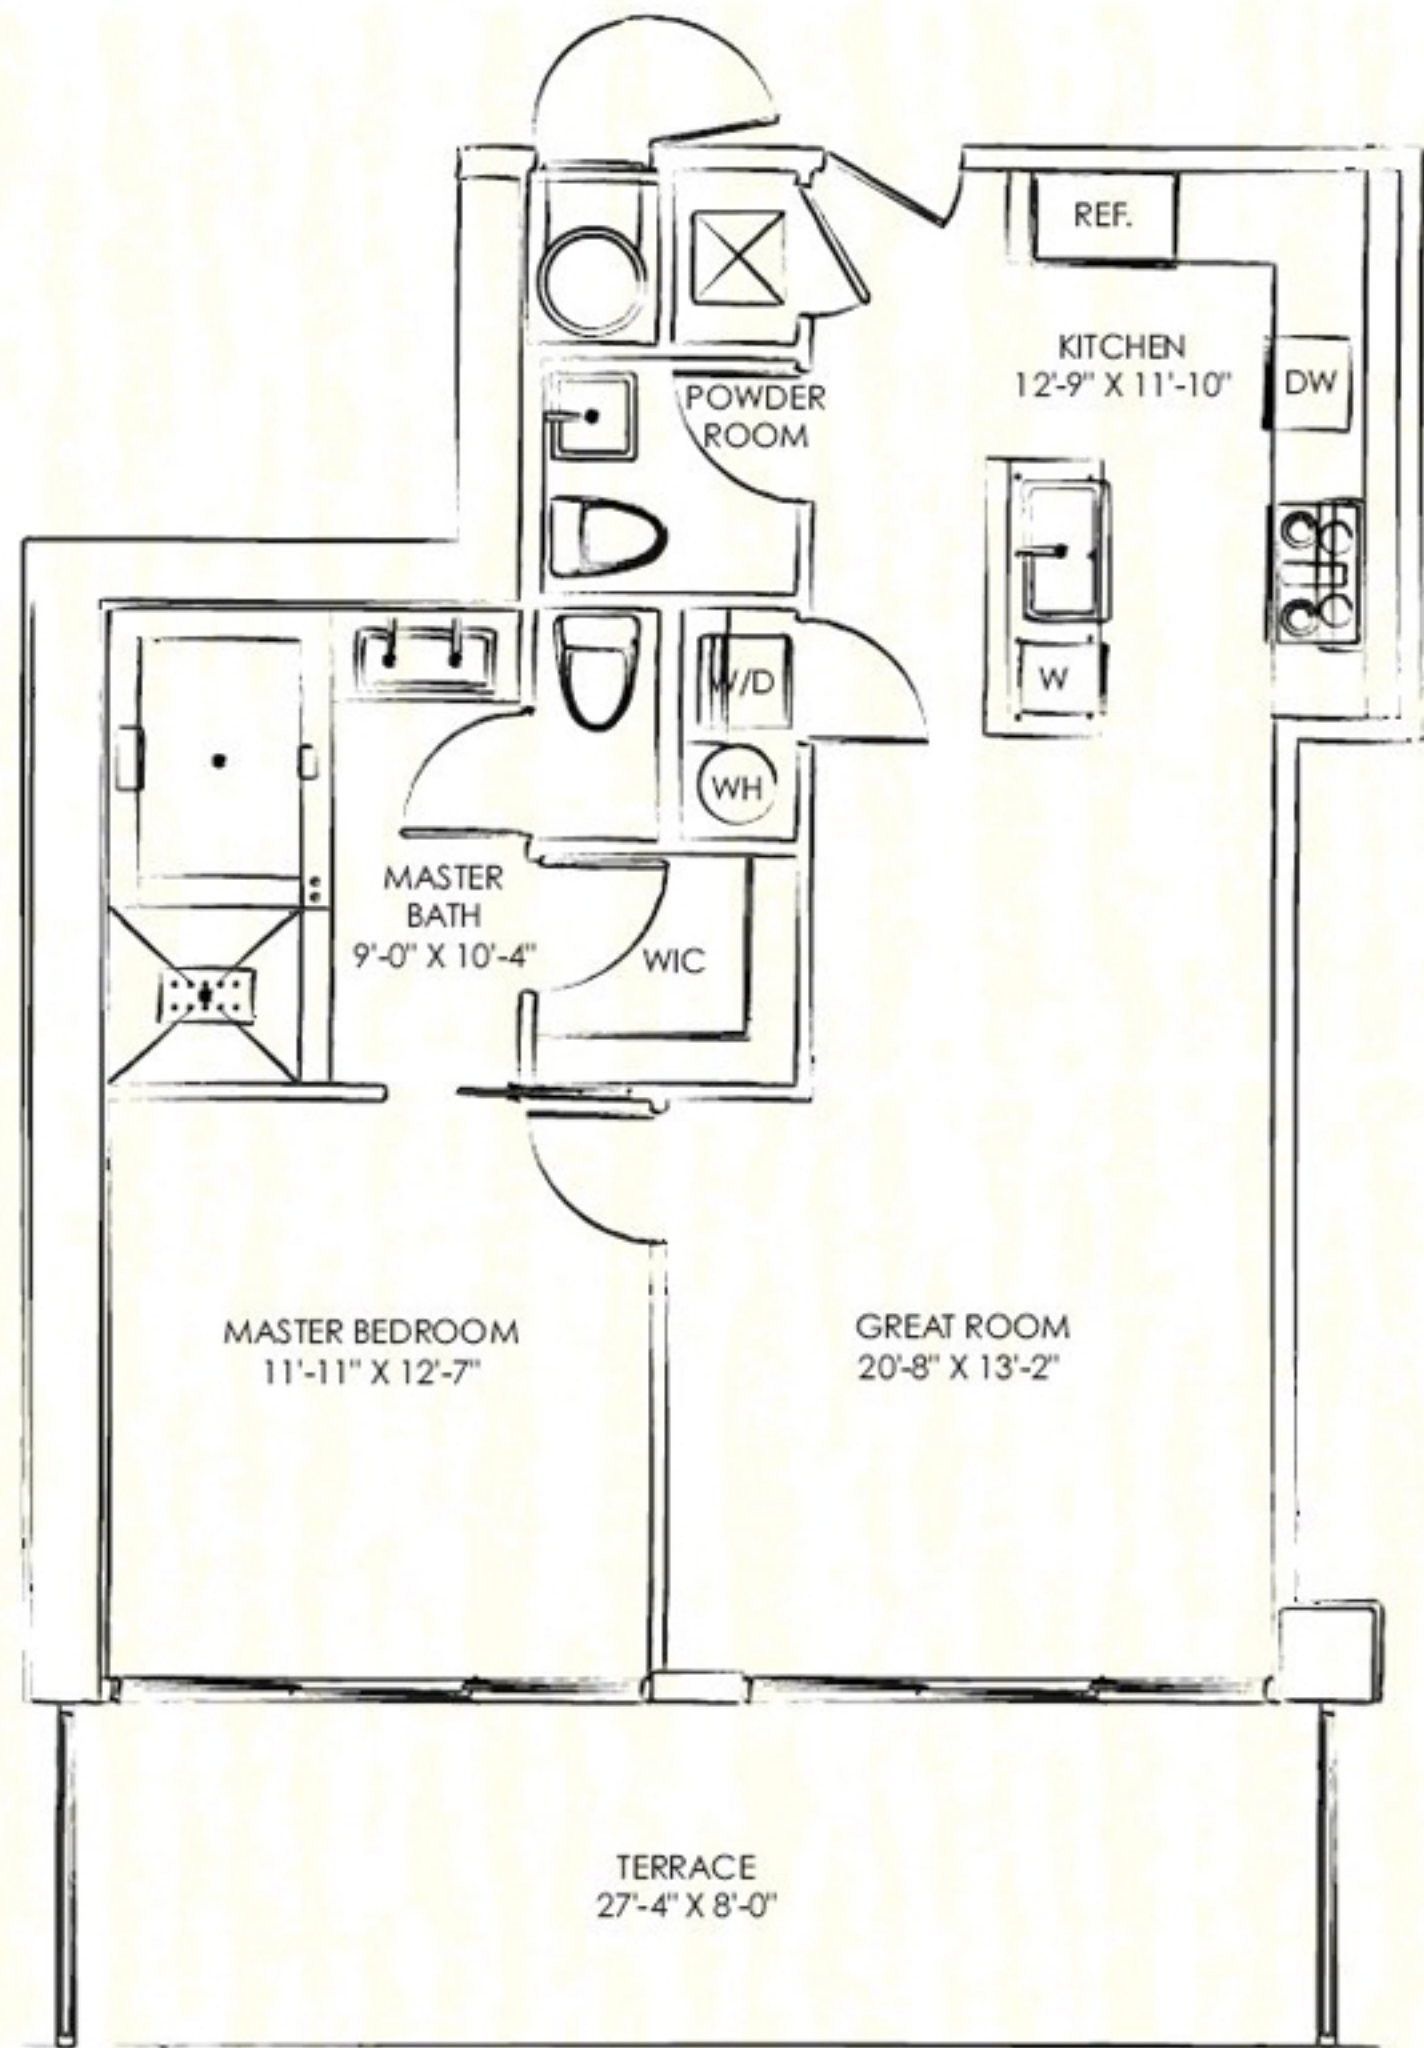 REF.
KITCHEN
12'-9" X 11'-10"
DW
POWDER
ROOM
W/D
W
WH
MASTER
BATH
9'-0" X 10'-4"
WIC
MASTER BEDROOM
11'-11" X 12'-7"
GREAT ROOM
20'-8" X 13'-2"
TERRACE
27'-4" X 8'-0"